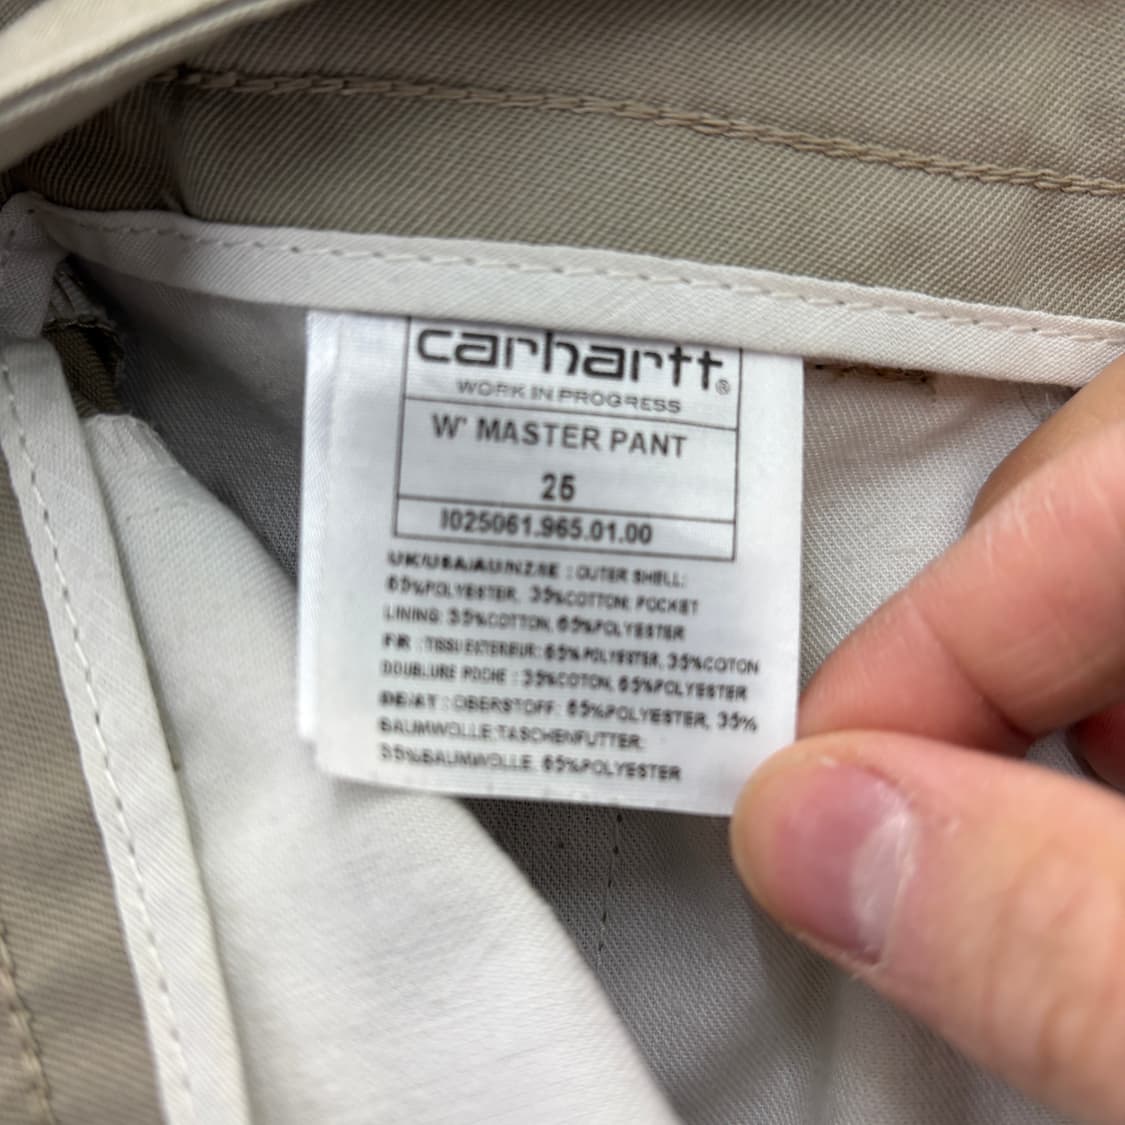 carhartt®
WORK IN PROGRESS
W' MASTER PANT
25
I025061.965.01.00
UK/USA/AU/NZ/IE : OUTER SHELL:
65%POLYESTER, 35%COTTON; POCKET
LINING: 35%COTTON, 65%POLYESTER
FR : TISSU EXTERIEUR: 65%POLYESTER, 35%COTON
DOUBLURE POCHE : 35%COTON, 65%POLYESTER
DE/AT : OBERSTOFF: 65%POLYESTER, 35%
BAUMWOLLE;TASCHENFUTTER:
35%BAUMWOLLE, 65%POLYESTER